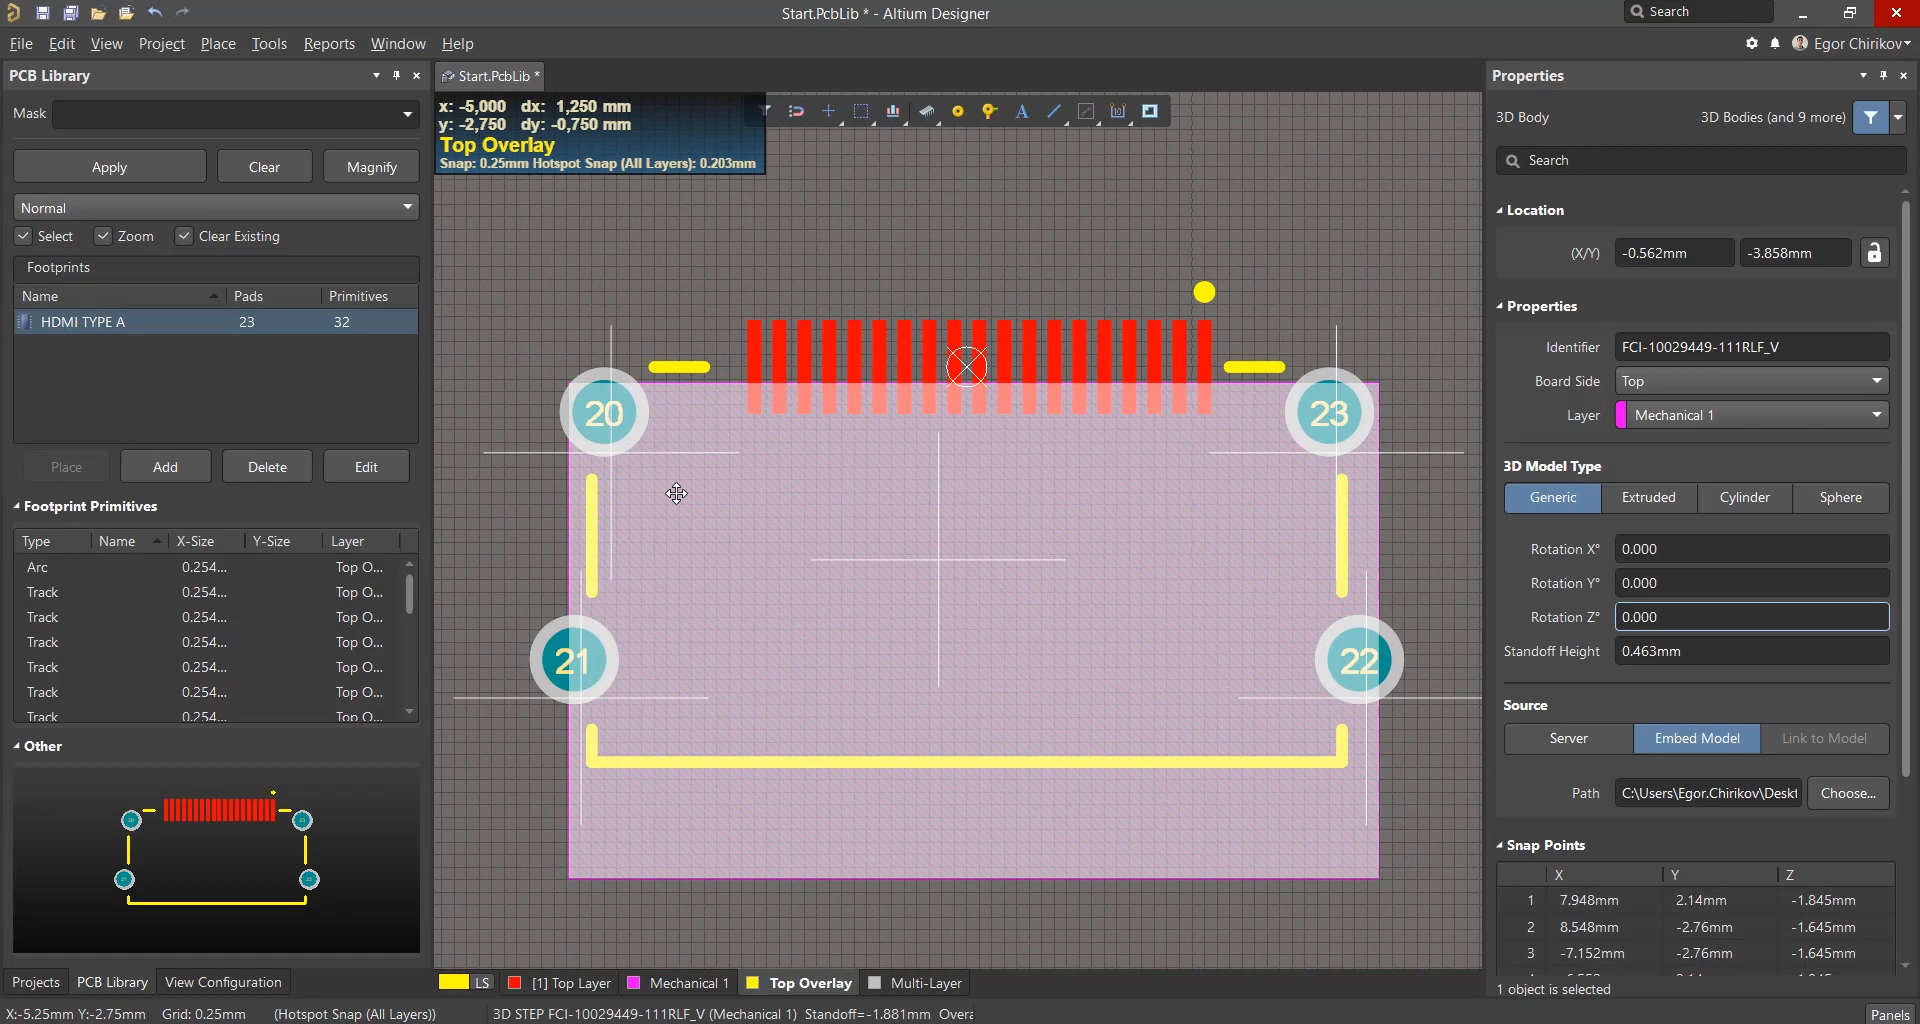 Start.PcbLib * - Altium Designer
Search
File Edit View Project Place Tools Reports Window Help
Egor Chirikov
PCB Library
Start.PcbLib *
Properties
Mask
x: -5,000 dx: 1,250 mm
y: -2,750 dy: -0,750 mm
Top Overlay
Snap: 0.25mm Hotspot Snap (All Layers): 0.203mm
3D Body
3D Bodies (and 9 more)
Search
Apply Clear Magnify
Normal
Select Zoom Clear Existing
Footprints
Name Pads Primitives
HDMI TYPE A 23 32
Place Add Delete Edit
Footprint Primitives
Type Name X-Size Y-Size Layer
Arc 0.254... Top O...
Track 0.254... Top O...
Track 0.254... Top O...
Track 0.254... Top O...
Track 0.254... Top O...
Track 0.254... Top O...
Track 0.254... Top O...
Other
20
23
21
22
Location
(X/Y) -0.562mm -3.858mm
Properties
Identifier FCI-10029449-111RLF_V
Board Side Top
Layer Mechanical 1
3D Model Type
Generic Extruded Cylinder Sphere
Rotation X° 0.000
Rotation Y° 0.000
Rotation Z° 0.000
Standoff Height 0.463mm
Source
Server Embed Model Link to Model
Path C:\Users\Egor.Chirikov\Deskt Choose...
Snap Points
X Y Z
1 7.948mm 2.14mm -1.845mm
2 8.548mm -2.76mm -1.645mm
3 -7.152mm -2.76mm -1.645mm
1 object is selected
Projects PCB Library View Configuration
LS [1] Top Layer Mechanical 1 Top Overlay Multi-Layer
X:-5.25mm Y:-2.75mm Grid: 0.25mm (Hotspot Snap (All Layers))
3D STEP FCI-10029449-111RLF_V (Mechanical 1) Standoff=-1.881mm Overa
Panels